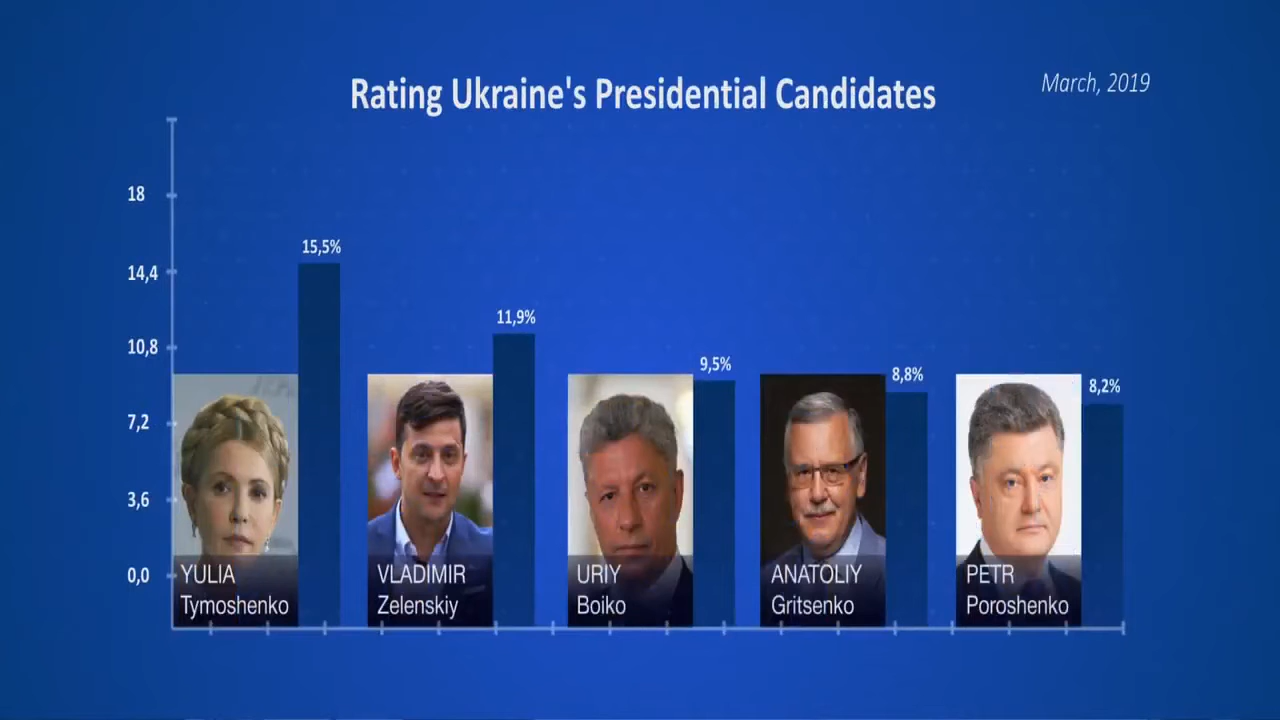 Rating Ukraine's Presidential Candidates
March, 2019
18
14,4
10,8
7,2
3,6
0,0
15,5%
11,9%
9,5%
8,8%
8,2%
YULIA
Tymoshenko
VLADIMIR
Zelenskiy
URIY
Boiko
ANATOLIY
Gritsenko
PETR
Poroshenko